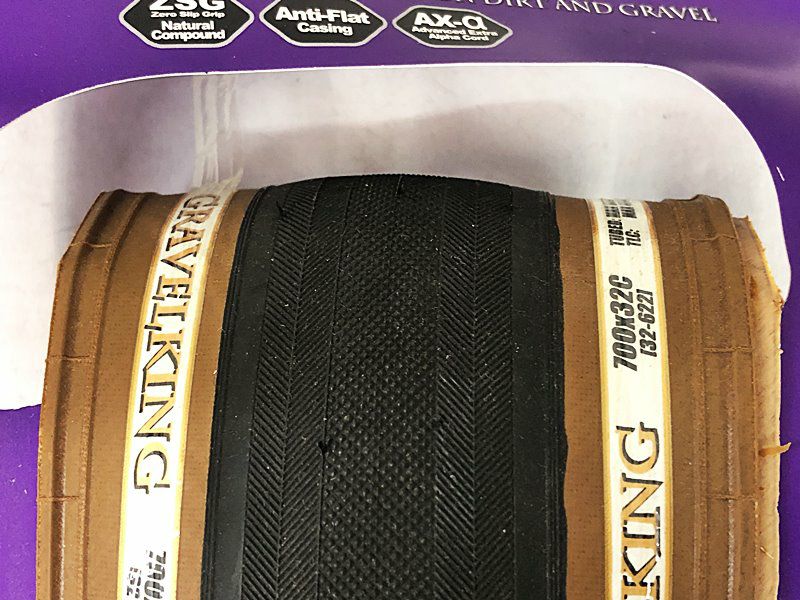 ZSG
Zero Slip Grip
Natural
Compound
Anti-Flat
Casing
AX-α
Advanced Extra
Alpha Cord
DIRT AND GRAVEL
GRAVELKING
700x32C
[32-622]
TUBED:
TLC:
KING